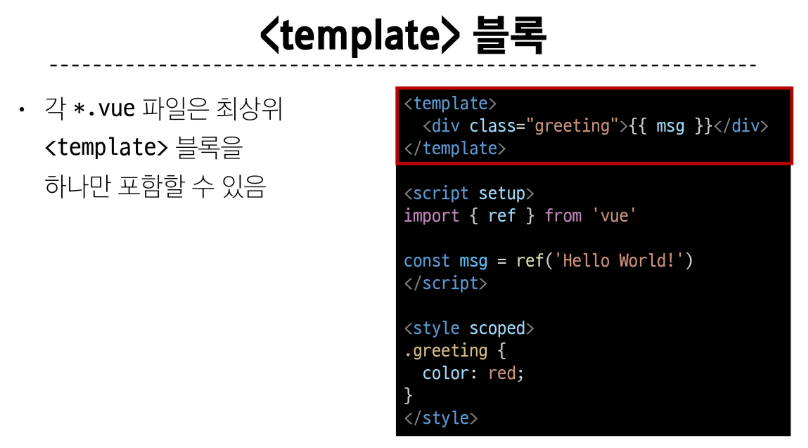 <template> 블록
• 각 *.vue 파일은 최상위
<template> 블록을
하나만 포함할 수 있음
<template>
  <div class="greeting">{{ msg }}</div>
</template>
<script setup>
import { ref } from 'vue'
const msg = ref('Hello World!')
</script>
<style scoped>
.greeting {
  color: red;
}
</style>